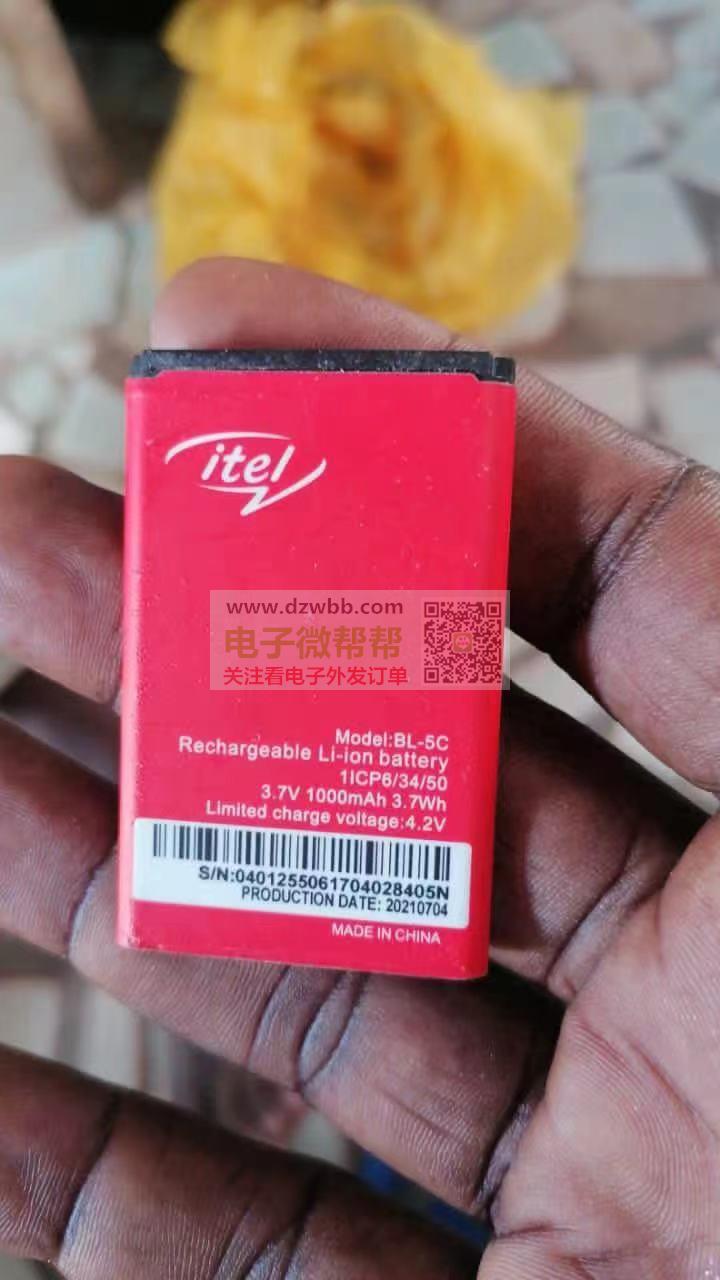 itel
www.dzwbb.com
电子微帮帮
关注看电子外发订单
Model:BL-5C
Rechargeable Li-ion battery
1ICP6/34/50
3.7V 1000mAh 3.7Wh
Limited charge voltage:4.2V
S/N:0401255061704028405N
PRODUCTION DATE: 20210704
MADE IN CHINA